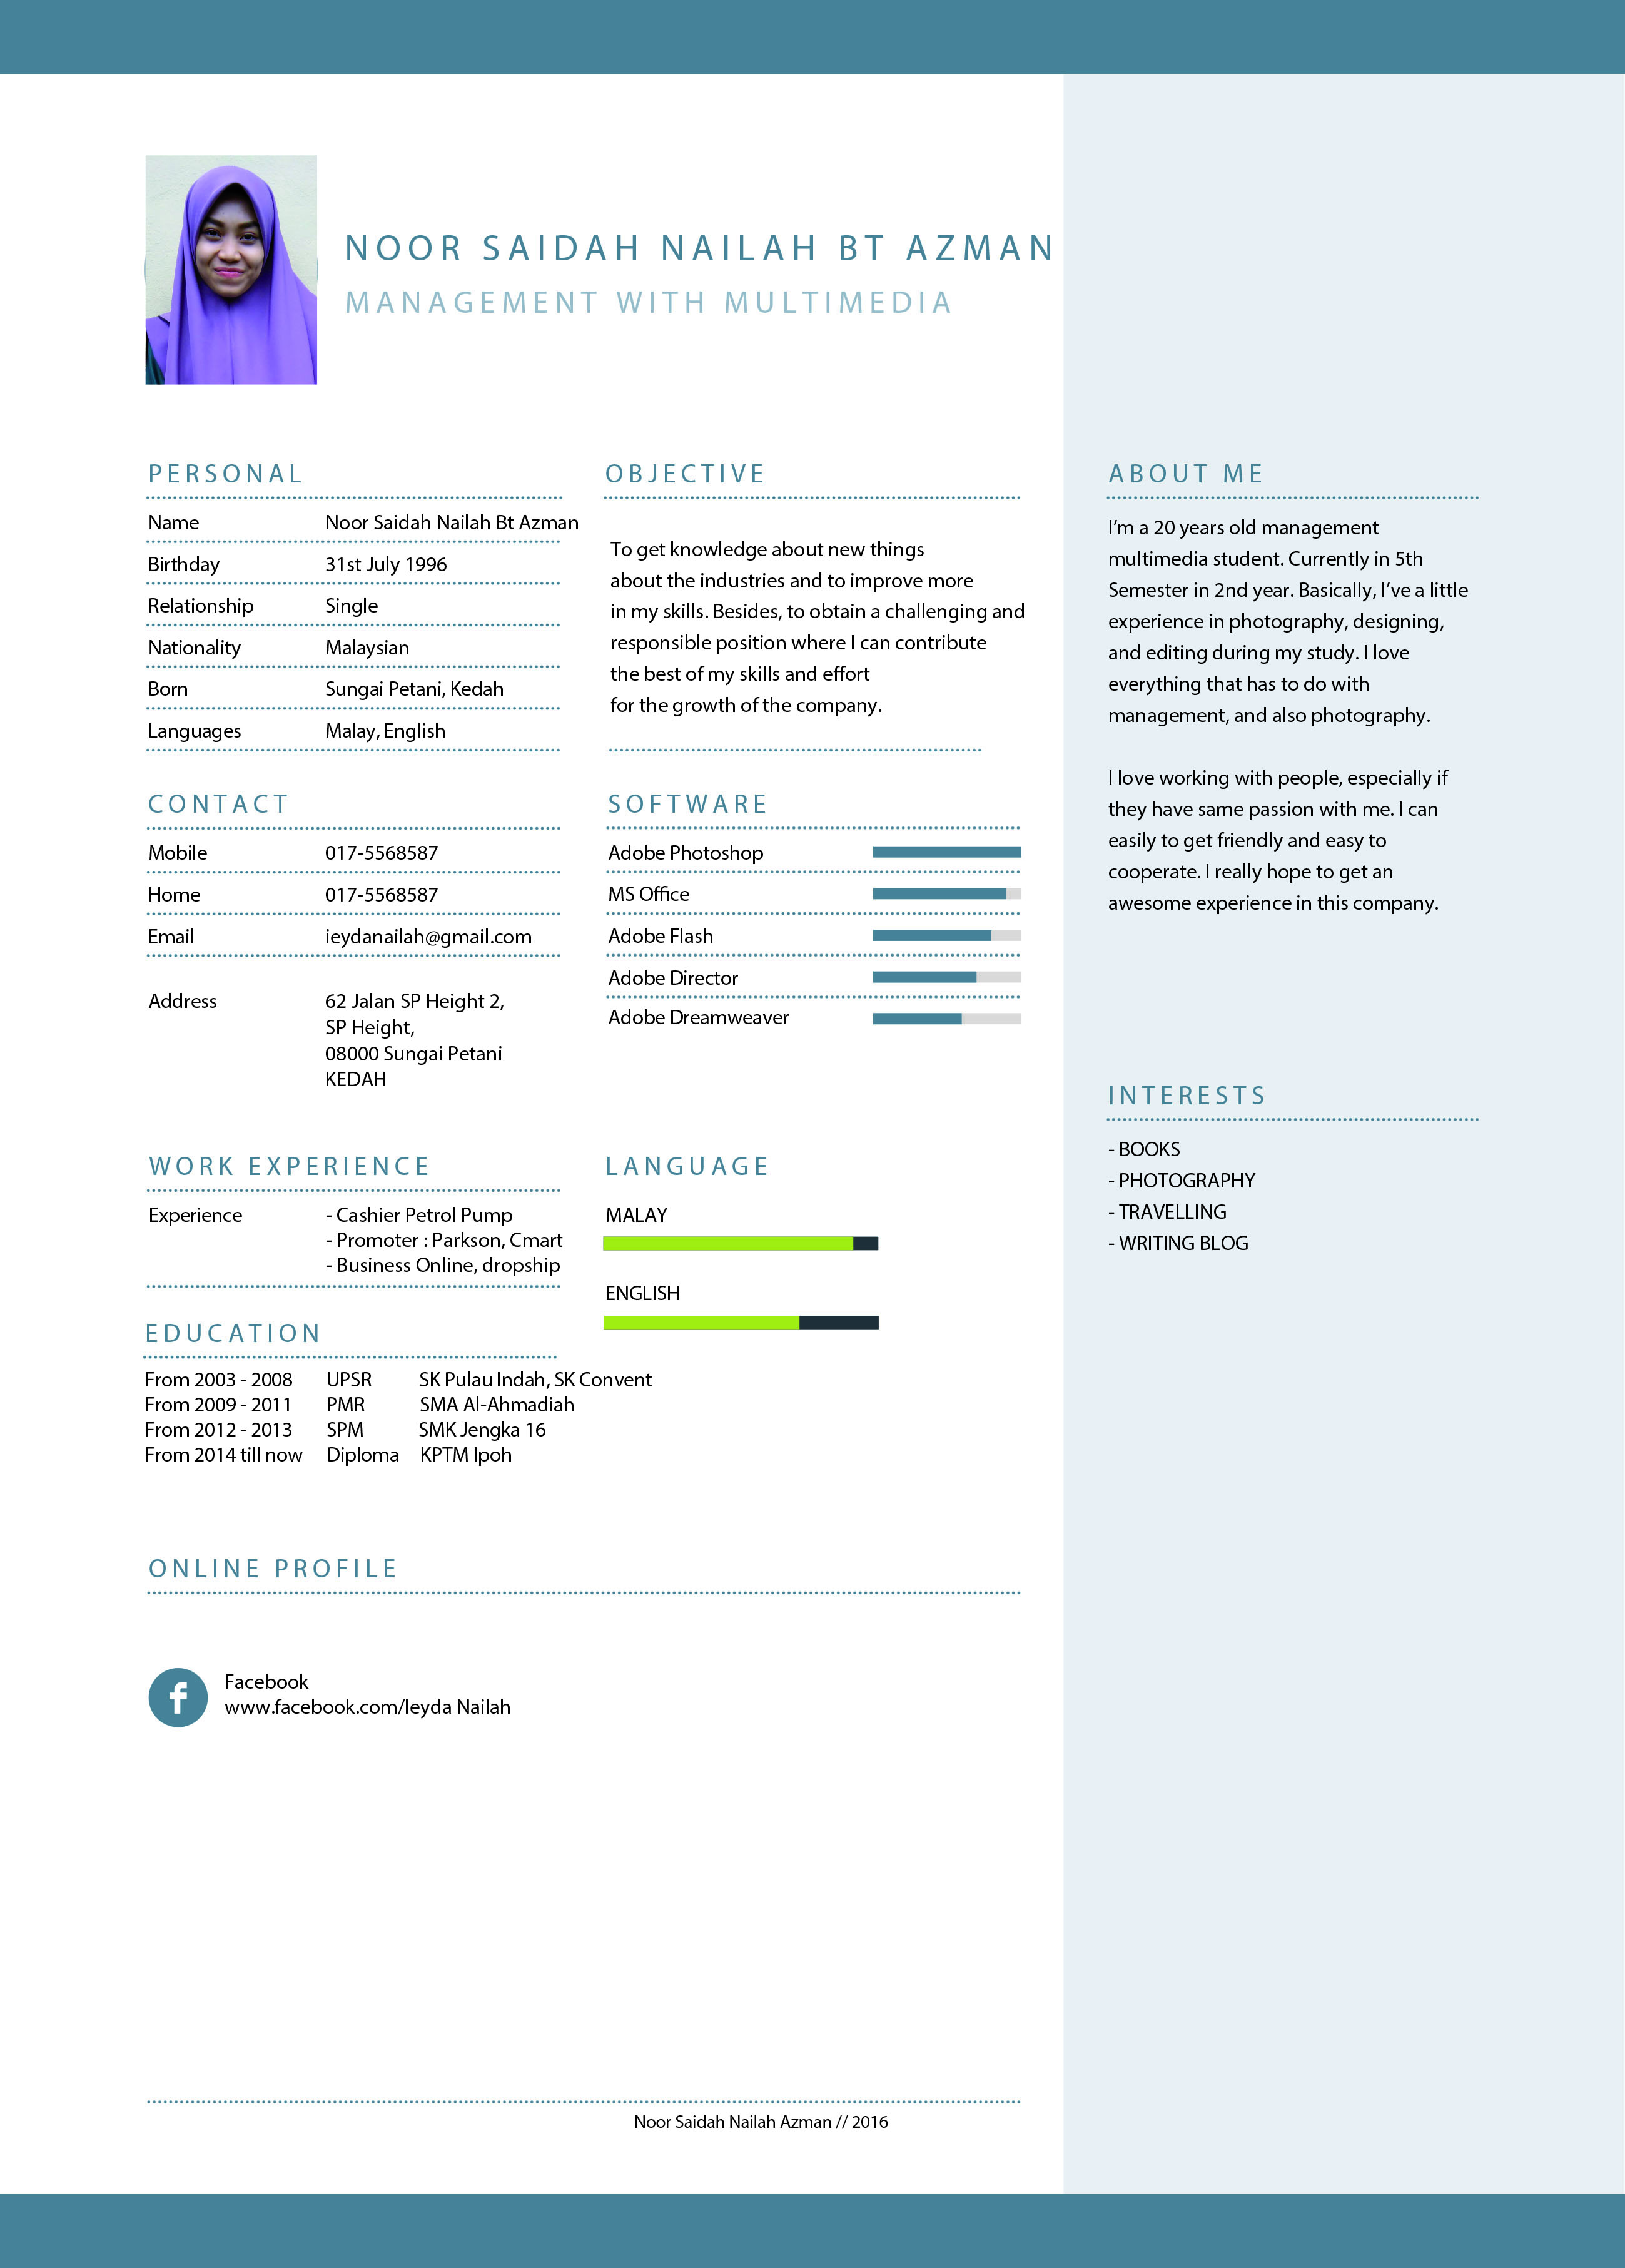 NOOR SAIDAH NAILAH BT AZMAN
MANAGEMENT WITH MULTIMEDIA
PERSONAL
Name Noor Saidah Nailah Bt Azman
Birthday 31st July 1996
Relationship Single
Nationality Malaysian
Born Sungai Petani, Kedah
Languages Malay, English
OBJECTIVE
To get knowledge about new things
about the industries and to improve more
in my skills. Besides, to obtain a challenging and
responsible position where I can contribute
the best of my skills and effort
for the growth of the company.
CONTACT
Mobile 017-5568587
Home 017-5568587
Email ieydanailah@gmail.com
Address 62 Jalan SP Height 2,
SP Height,
08000 Sungai Petani
KEDAH
SOFTWARE
Adobe Photoshop
MS Office
Adobe Flash
Adobe Director
Adobe Dreamweaver
WORK EXPERIENCE
Experience - Cashier Petrol Pump
- Promoter : Parkson, Cmart
- Business Online, dropship
LANGUAGE
MALAY
ENGLISH
EDUCATION
From 2003 - 2008 UPSR SK Pulau Indah, SK Convent
From 2009 - 2011 PMR SMA Al-Ahmadiah
From 2012 - 2013 SPM SMK Jengka 16
From 2014 till now Diploma KPTM Ipoh
ONLINE PROFILE
f
Facebook
www.facebook.com/Ieyda Nailah
Noor Saidah Nailah Azman // 2016
ABOUT ME
I'm a 20 years old management
multimedia student. Currently in 5th
Semester in 2nd year. Basically, I've a little
experience in photography, designing,
and editing during my study. I love
everything that has to do with
management, and also photography.
I love working with people, especially if
they have same passion with me. I can
easily to get friendly and easy to
cooperate. I really hope to get an
awesome experience in this company.
INTERESTS
- BOOKS
- PHOTOGRAPHY
- TRAVELLING
- WRITING BLOG